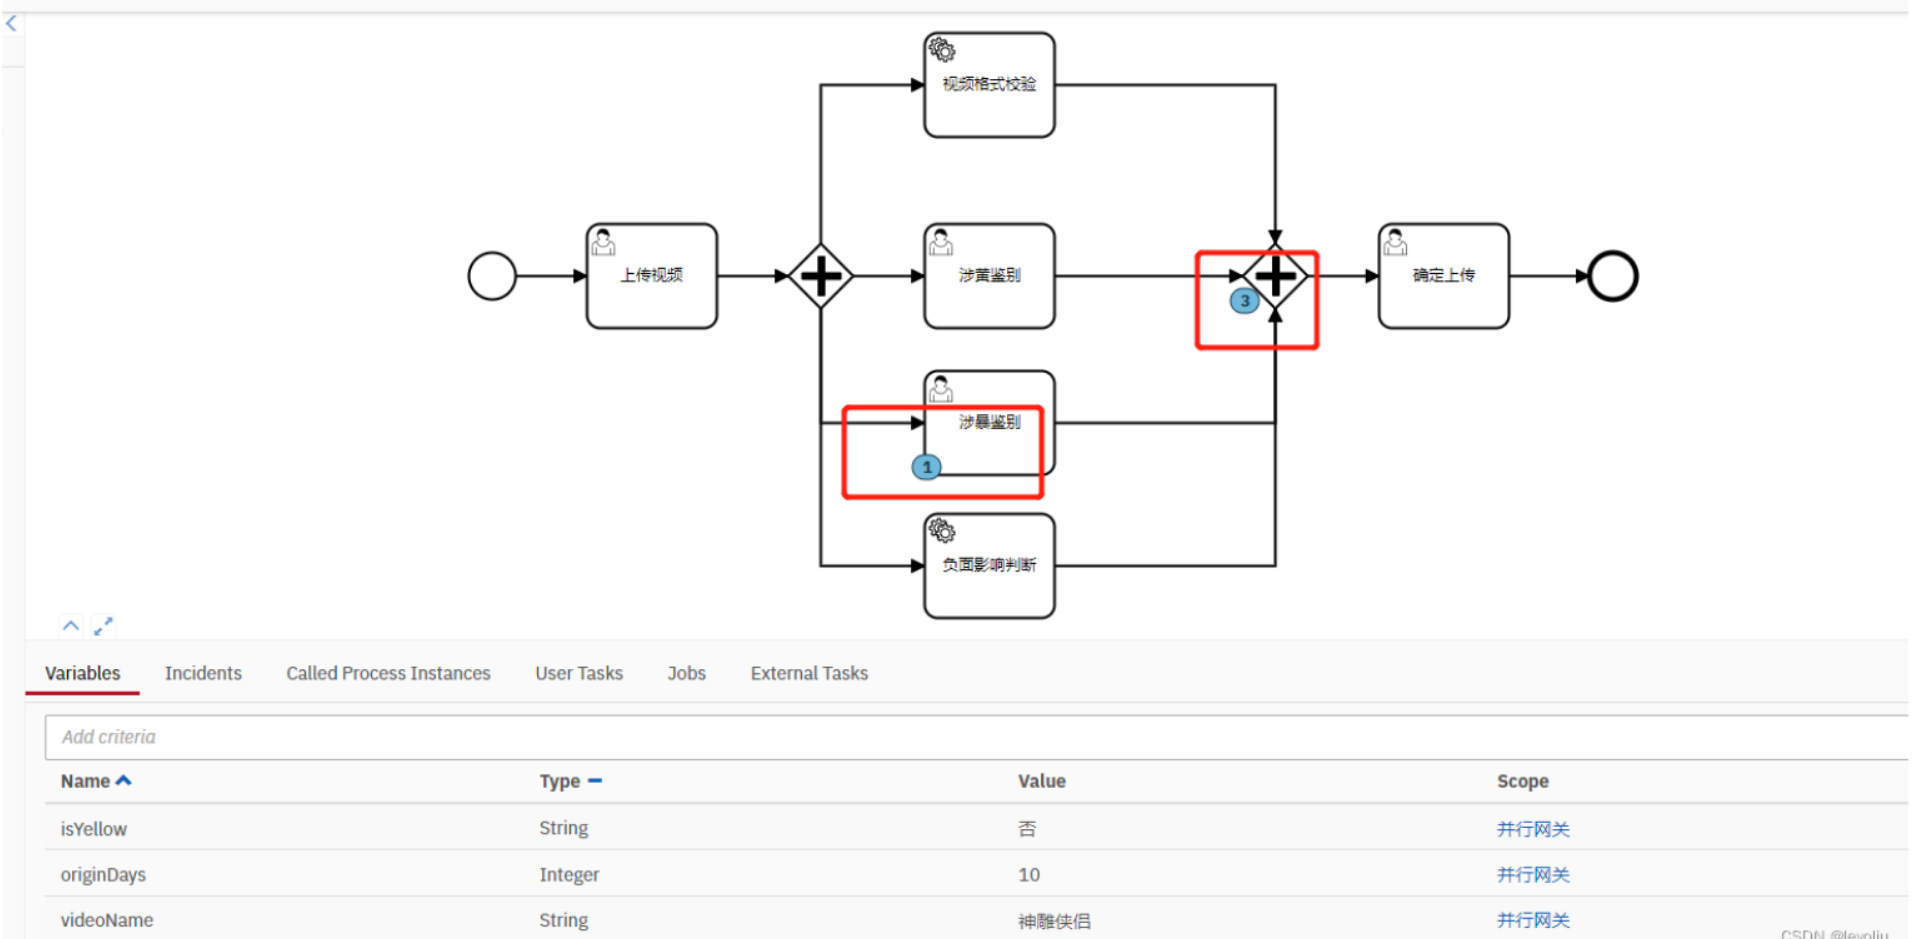 视频格式校验
上传视频
涉黄鉴别
确定上传
3
涉暴鉴别
1
负面影响判断
Variables Incidents Called Process Instances User Tasks Jobs External Tasks
Add criteria
Name Type Value Scope
isYellow String 否 并行网关
originDays Integer 10 并行网关
videoName String 神雕侠侣 并行网关
CSDN @levoliu